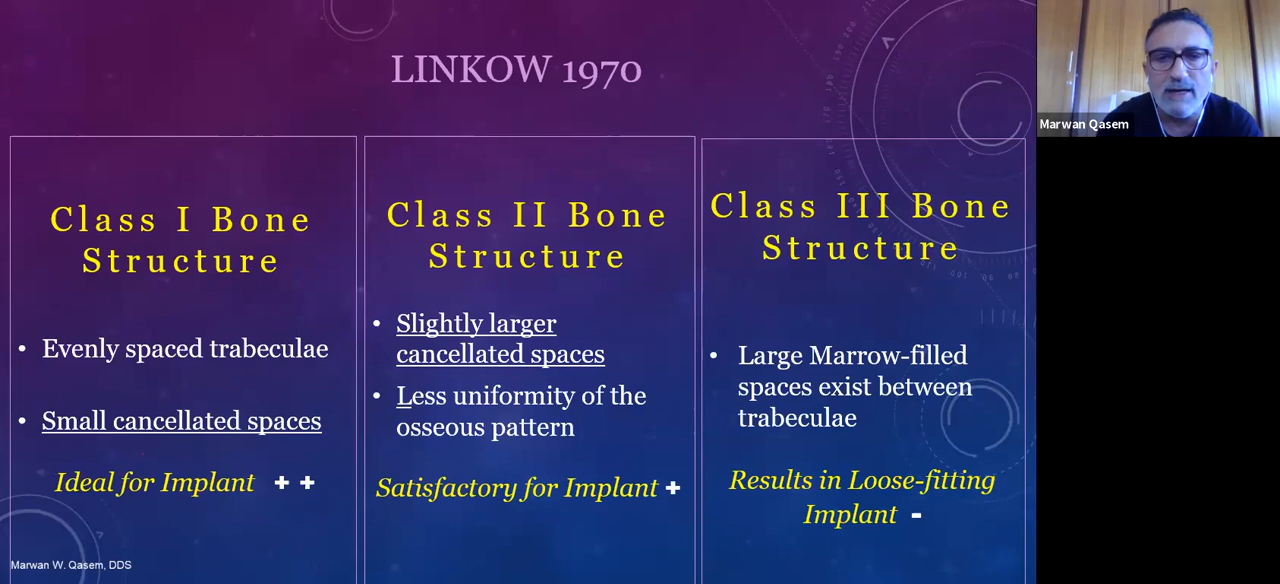 LINKOW 1970
Class I Bone
Structure
• Evenly spaced trabeculae
• Small cancellated spaces
Ideal for Implant + +
Class II Bone
Structure
• Slightly larger
cancellated spaces
• Less uniformity of the
osseous pattern
Satisfactory for Implant +
Class III Bone
Structure
• Large Marrow-filled
spaces exist between
trabeculae
Results in Loose-fitting
Implant -
Marwan W. Qasem, DDS
Marwan Qasem